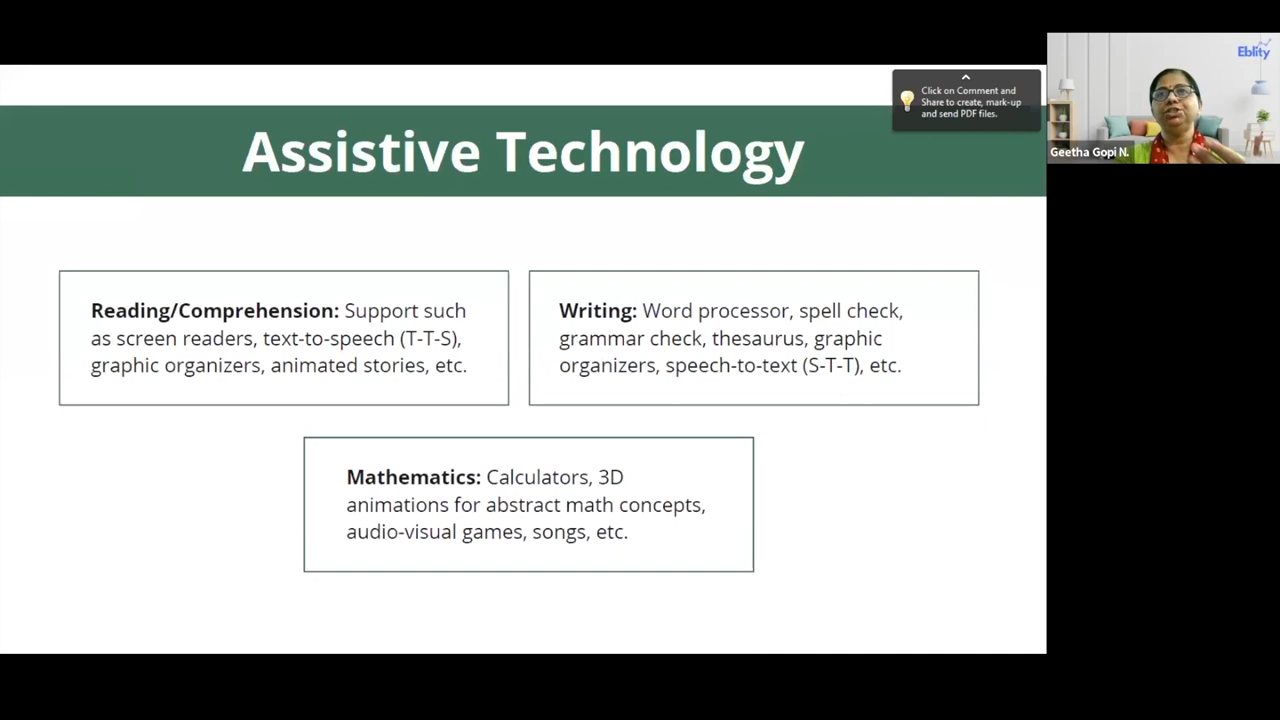 Assistive Technology
Click on Comment and
Share to create, mark-up
and send PDF files.
Eblity
Geetha Gopi N.
Reading/Comprehension: Support such
as screen readers, text-to-speech (T-T-S),
graphic organizers, animated stories, etc.
Writing: Word processor, spell check,
grammar check, thesaurus, graphic
organizers, speech-to-text (S-T-T), etc.
Mathematics: Calculators, 3D
animations for abstract math concepts,
audio-visual games, songs, etc.